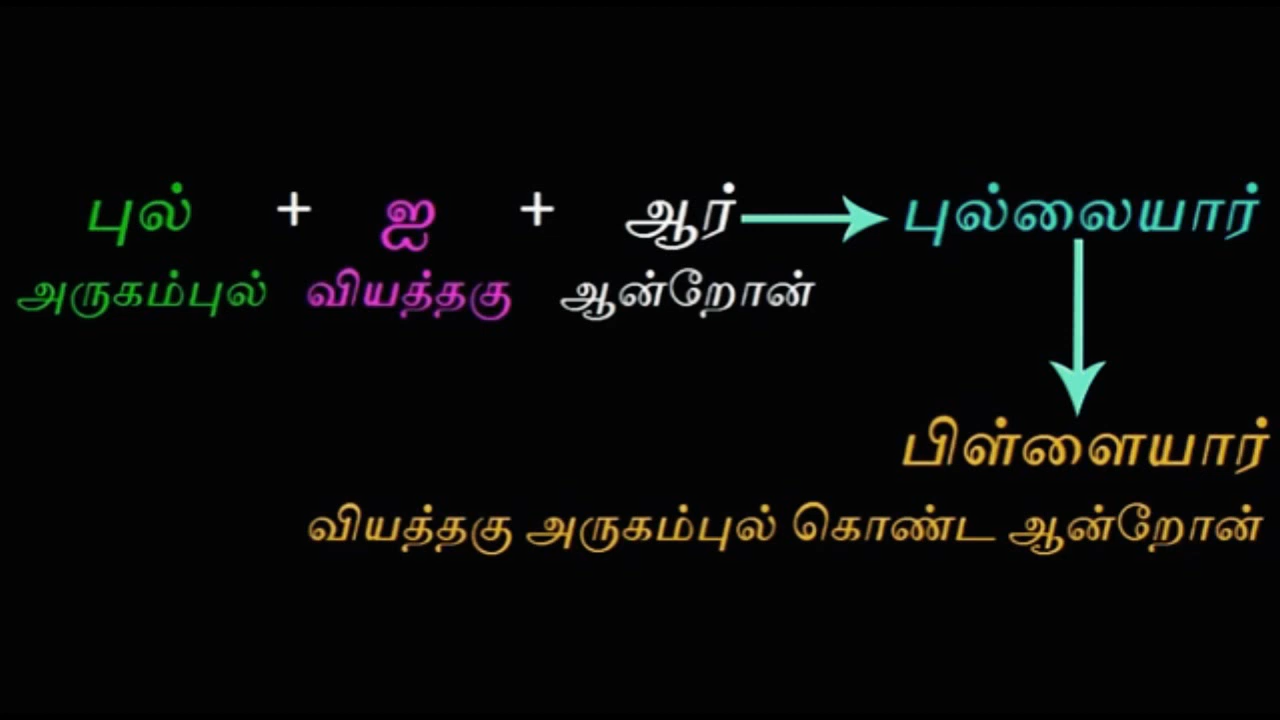 புல் + ஐ + ஆர் புல்லையார்
அருகம்புல் வியத்தகு ஆன்றோன்
பிள்ளையார்
வியத்தகு அருகம்புல் கொண்ட ஆன்றோன்